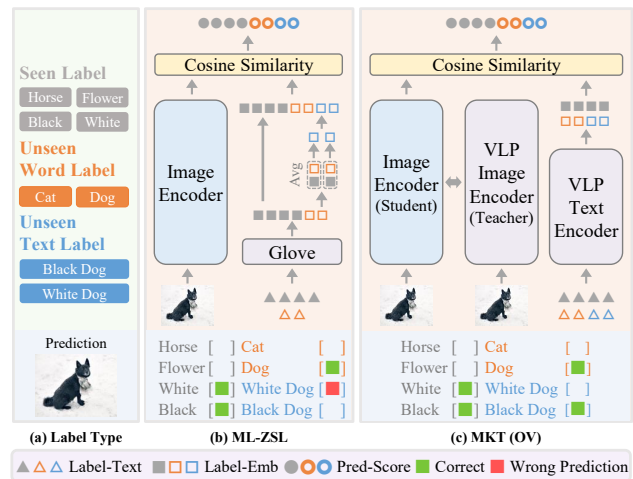 Seen Label
Horse Flower
Black White
Unseen
Word Label
Cat Dog
Unseen
Text Label
Black Dog
White Dog
Prediction
(a) Label Type
Cosine Similarity
Image
Encoder
Avg
Glove
Horse [ ] Cat [ ]
Flower [ ] Dog [ ]
White [ ] White Dog [ ]
Black [ ] Black Dog [ ]
(b) ML-ZSL
Cosine Similarity
Image
Encoder
(Student)
VLP
Image
Encoder
(Teacher)
VLP
Text
Encoder
Horse [ ] Cat [ ]
Flower [ ] Dog [ ]
White [ ] White Dog [ ]
Black [ ] Black Dog [ ]
(c) MKT (OV)
Label-Text Label-Emb Pred-Score Correct Wrong Prediction